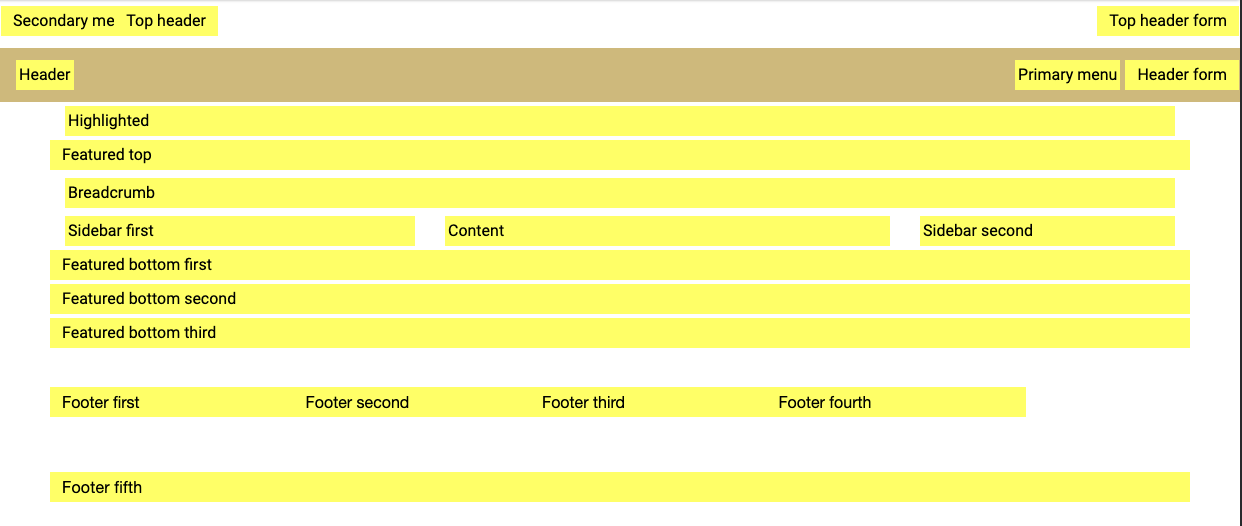 Secondary me Top header Top header form
Header Primary menu Header form
Highlighted
Featured top
Breadcrumb
Sidebar first Content Sidebar second
Featured bottom first
Featured bottom second
Featured bottom third
Footer first Footer second Footer third Footer fourth
Footer fifth